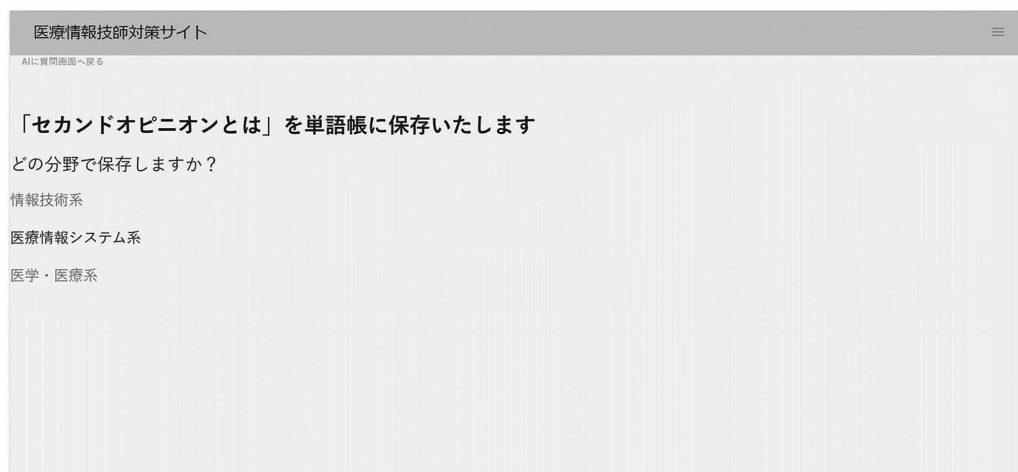 医療情報技師対策サイト
AIに質問画面へ戻る
「セカンドオピニオンとは」を単語帳に保存いたします
どの分野で保存しますか？
情報技術系
医療情報システム系
医学・医療系